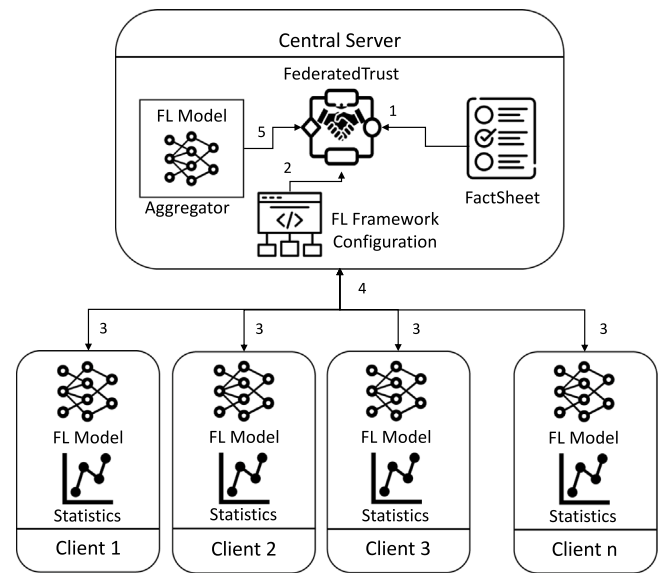 Central Server
FederatedTrust
FL Model
5
1
2
Aggregator
FactSheet
</>
FL Framework
Configuration
4
3
3
3
3
FL Model
FL Model
FL Model
FL Model
Statistics
Statistics
Statistics
Statistics
Client 1
Client 2
Client 3
Client n